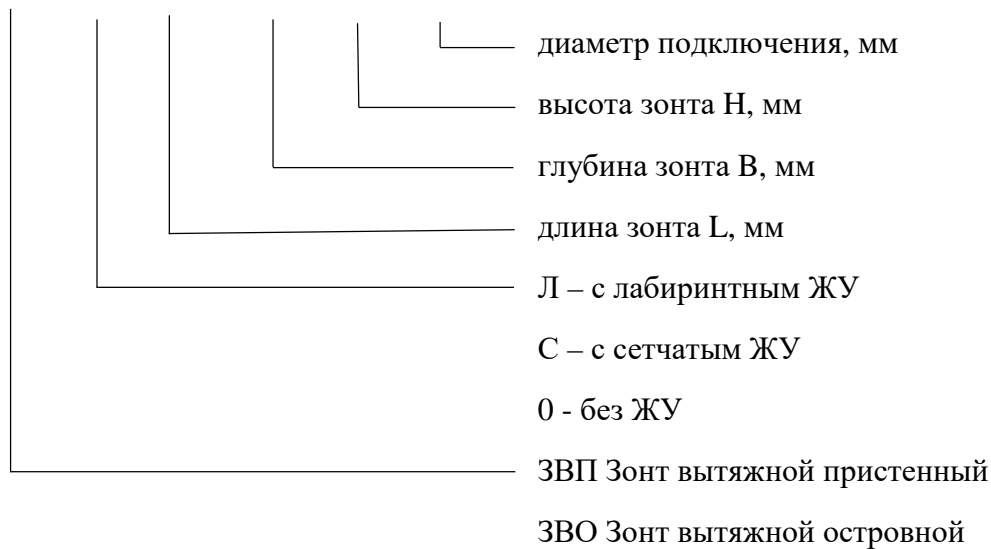 диаметр подключения, мм
высота зонта H, мм
глубина зонта B, мм
длина зонта L, мм
Л – с лабиринтным ЖУ
С – с сетчатым ЖУ
0 - без ЖУ
ЗВП Зонт вытяжной пристенный
ЗВО Зонт вытяжной островной